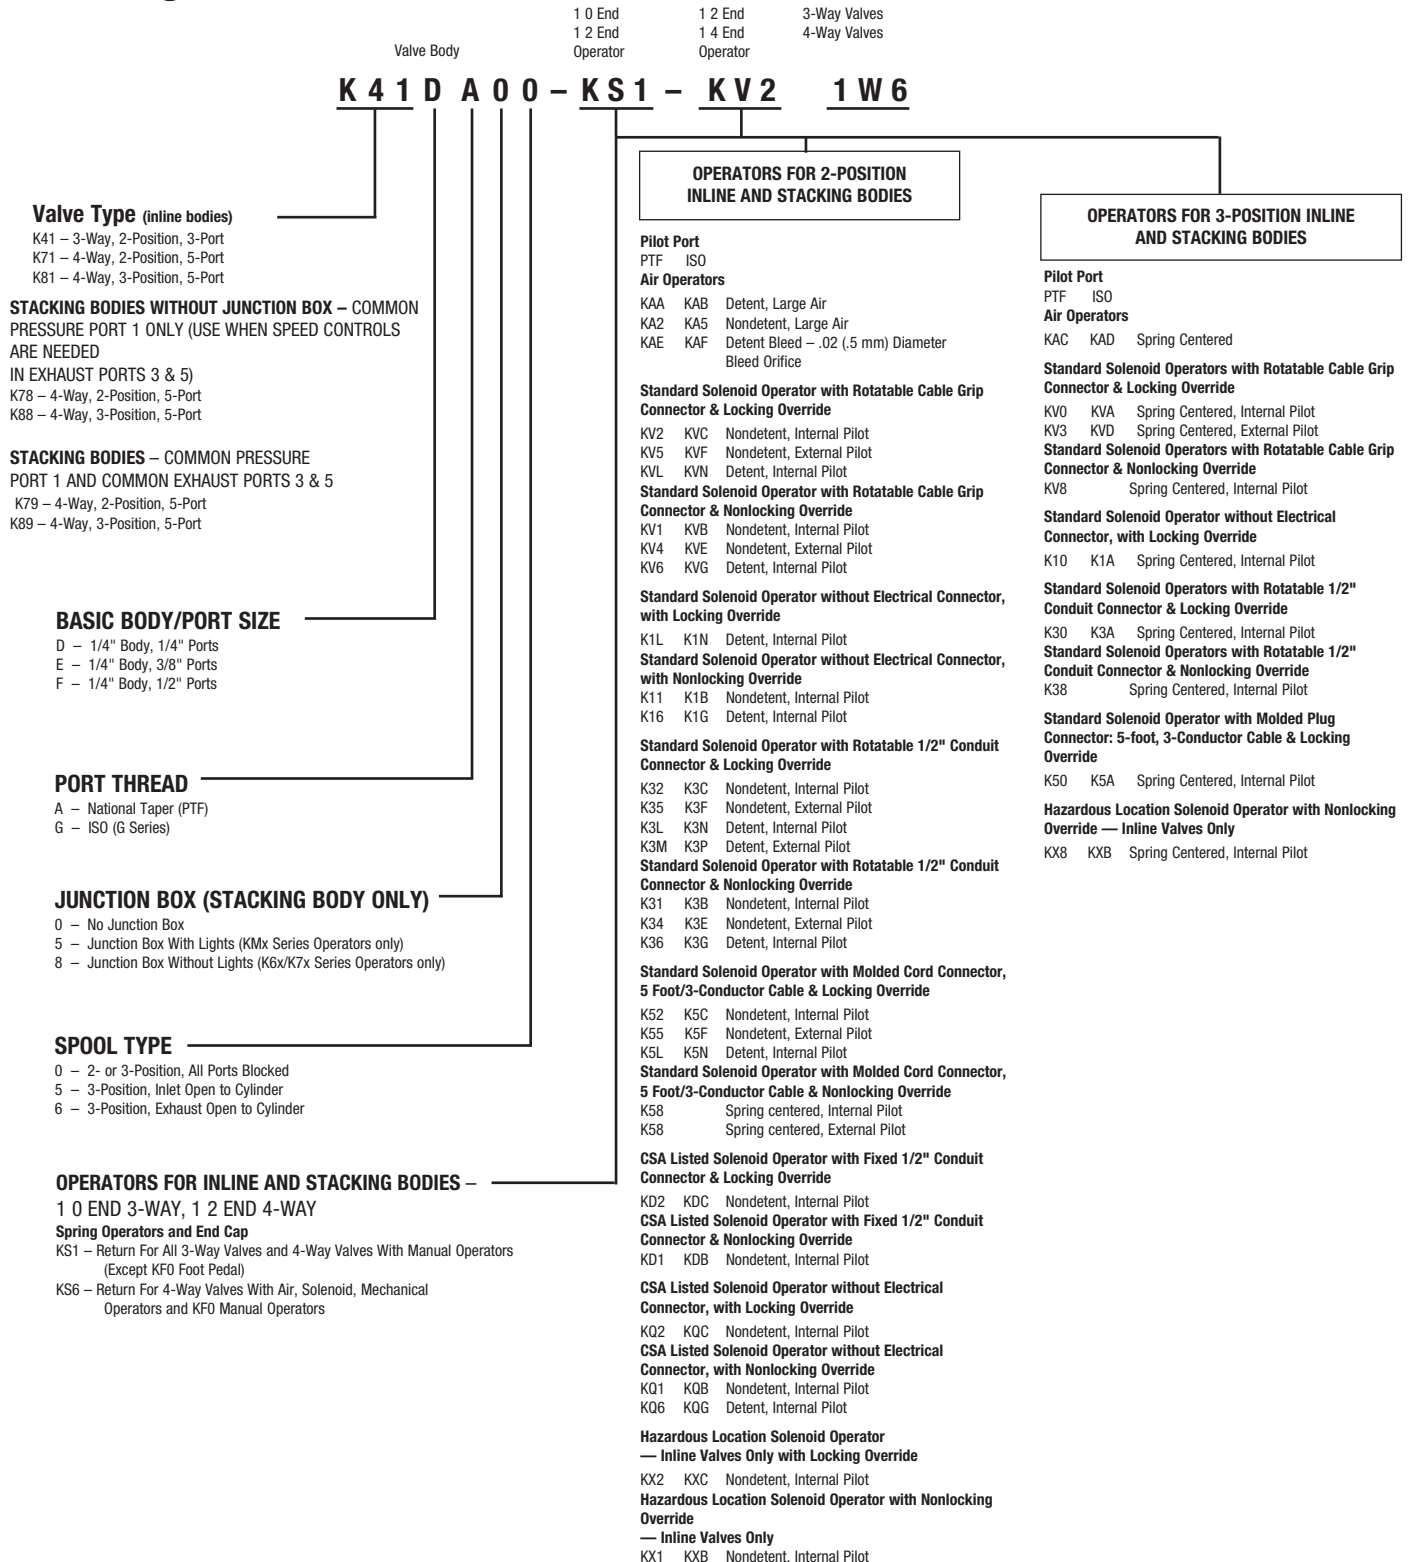 1 0 End
1 2 End
Operator
1 2 End
1 4 End
Operator
3-Way Valves
4-Way Valves
Valve Body
K 4 1 D A 0 0 – K S 1 – K V 2 1 W 6
Valve Type (inline bodies)
K41 – 3-Way, 2-Position, 3-Port
K71 – 4-Way, 2-Position, 5-Port
K81 – 4-Way, 3-Position, 5-Port
STACKING BODIES WITHOUT JUNCTION BOX – COMMON
PRESSURE PORT 1 ONLY (USE WHEN SPEED CONTROLS
ARE NEEDED
IN EXHAUST PORTS 3 & 5)
K78 – 4-Way, 2-Position, 5-Port
K88 – 4-Way, 3-Position, 5-Port
STACKING BODIES – COMMON PRESSURE
PORT 1 AND COMMON EXHAUST PORTS 3 & 5
K79 – 4-Way, 2-Position, 5-Port
K89 – 4-Way, 3-Position, 5-Port
BASIC BODY/PORT SIZE
D – 1/4" Body, 1/4" Ports
E – 1/4" Body, 3/8" Ports
F – 1/4" Body, 1/2" Ports
PORT THREAD
A – National Taper (PTF)
G – ISO (G Series)
JUNCTION BOX (STACKING BODY ONLY)
0 – No Junction Box
5 – Junction Box With Lights (KMx Series Operators only)
8 – Junction Box Without Lights (K6x/K7x Series Operators only)
SPOOL TYPE
0 – 2- or 3-Position, All Ports Blocked
5 – 3-Position, Inlet Open to Cylinder
6 – 3-Position, Exhaust Open to Cylinder
OPERATORS FOR INLINE AND STACKING BODIES –
1 0 END 3-WAY, 1 2 END 4-WAY
Spring Operators and End Cap
KS1 – Return For All 3-Way Valves and 4-Way Valves With Manual Operators
(Except KF0 Foot Pedal)
KS6 – Return For 4-Way Valves With Air, Solenoid, Mechanical
Operators and KF0 Manual Operators
OPERATORS FOR 2-POSITION
INLINE AND STACKING BODIES
Pilot Port
PTF ISO
Air Operators
KAA KAB Detent, Large Air
KA2 KA5 Nondetent, Large Air
KAE KAF Detent Bleed – .02 (.5 mm) Diameter
Bleed Orifice
Standard Solenoid Operator with Rotatable Cable Grip
Connector & Locking Override
KV2 KVC Nondetent, Internal Pilot
KV5 KVF Nondetent, External Pilot
KVL KVN Detent, Internal Pilot
Standard Solenoid Operator with Rotatable Cable Grip
Connector & Nonlocking Override
KV1 KVB Nondetent, Internal Pilot
KV4 KVE Nondetent, External Pilot
KV6 KVG Detent, Internal Pilot
Standard Solenoid Operator without Electrical Connector,
with Locking Override
K1L K1N Detent, Internal Pilot
Standard Solenoid Operator without Electrical Connector,
with Nonlocking Override
K11 K1B Nondetent, Internal Pilot
K16 K1G Detent, Internal Pilot
Standard Solenoid Operator with Rotatable 1/2" Conduit
Connector & Locking Override
K32 K3C Nondetent, Internal Pilot
K35 K3F Nondetent, External Pilot
K3L K3N Detent, Internal Pilot
K3M K3P Detent, External Pilot
Standard Solenoid Operator with Rotatable 1/2" Conduit
Connector & Nonlocking Override
K31 K3B Nondetent, Internal Pilot
K34 K3E Nondetent, External Pilot
K36 K3G Detent, Internal Pilot
Standard Solenoid Operator with Molded Cord Connector,
5 Foot/3-Conductor Cable & Locking Override
K52 K5C Nondetent, Internal Pilot
K55 K5F Nondetent, External Pilot
K5L K5N Detent, Internal Pilot
Standard Solenoid Operator with Molded Cord Connector,
5 Foot/3-Conductor Cable & Nonlocking Override
K58 Spring centered, Internal Pilot
K58 Spring centered, External Pilot
CSA Listed Solenoid Operator with Fixed 1/2" Conduit
Connector & Locking Override
KD2 KDC Nondetent, Internal Pilot
CSA Listed Solenoid Operator with Fixed 1/2" Conduit
Connector & Nonlocking Override
KD1 KDB Nondetent, Internal Pilot
CSA Listed Solenoid Operator without Electrical
Connector, with Locking Override
KQ2 KQC Nondetent, Internal Pilot
CSA Listed Solenoid Operator without Electrical
Connector, with Nonlocking Override
KQ1 KQB Nondetent, Internal Pilot
KQ6 KQG Detent, Internal Pilot
Hazardous Location Solenoid Operator
— Inline Valves Only with Locking Override
KX2 KXC Nondetent, Internal Pilot
Hazardous Location Solenoid Operator with Nonlocking
Override
— Inline Valves Only
KX1 KXB Nondetent, Internal Pilot
OPERATORS FOR 3-POSITION INLINE
AND STACKING BODIES
Pilot Port
PTF ISO
Air Operators
KAC KAD Spring Centered
Standard Solenoid Operators with Rotatable Cable Grip
Connector & Locking Override
KV0 KVA Spring Centered, Internal Pilot
KV3 KVD Spring Centered, External Pilot
Standard Solenoid Operators with Rotatable Cable Grip
Connector & Nonlocking Override
KV8 Spring Centered, Internal Pilot
Standard Solenoid Operator without Electrical
Connector, with Locking Override
K10 K1A Spring Centered, Internal Pilot
Standard Solenoid Operators with Rotatable 1/2"
Conduit Connector & Locking Override
K30 K3A Spring Centered, Internal Pilot
Standard Solenoid Operators with Rotatable 1/2"
Conduit Connector & Nonlocking Override
K38 Spring Centered, Internal Pilot
Standard Solenoid Operator with Molded Plug
Connector: 5-foot, 3-Conductor Cable & Locking
Override
K50 K5A Spring Centered, Internal Pilot
Hazardous Location Solenoid Operator with Nonlocking
Override — Inline Valves Only
KX8 KXB Spring Centered, Internal Pilot